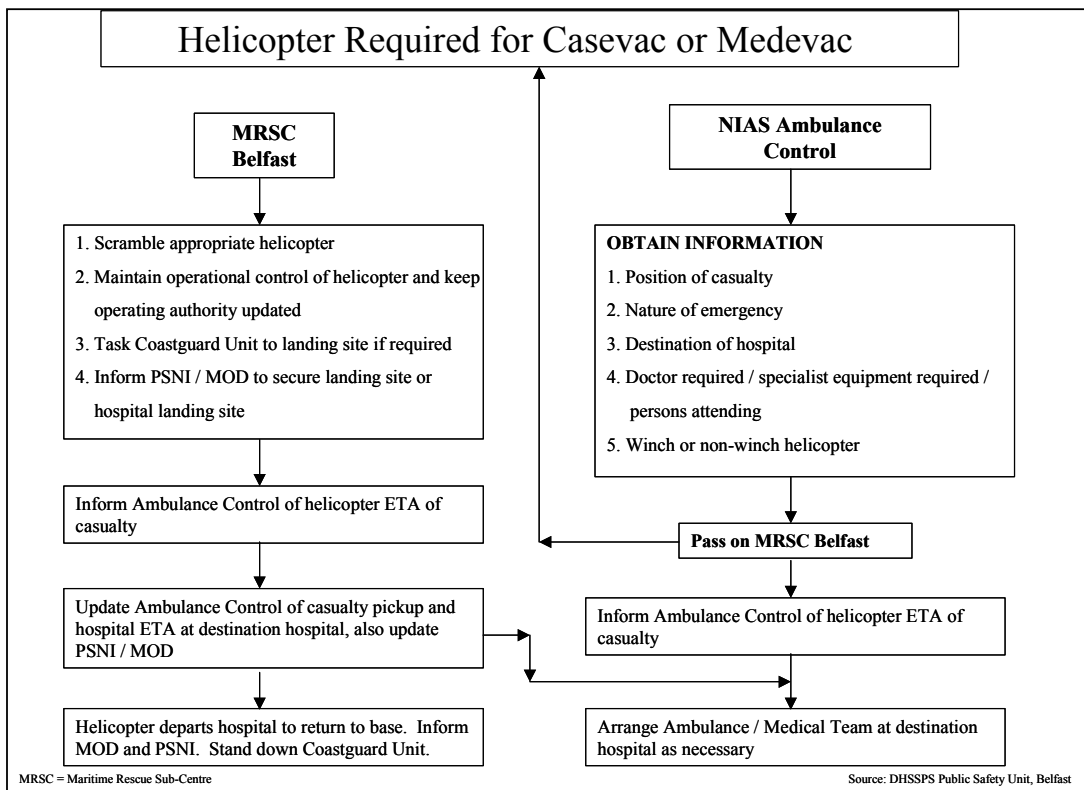 Helicopter Required for Casevac or Medevac
MRSC
Belfast
1. Scramble appropriate helicopter
2. Maintain operational control of helicopter and keep
operating authority updated
3. Task Coastguard Unit to landing site if required
4. Inform PSNI / MOD to secure landing site or
hospital landing site
Inform Ambulance Control of helicopter ETA of
casualty
Update Ambulance Control of casualty pickup and
hospital ETA at destination hospital, also update
PSNI / MOD
Helicopter departs hospital to return to base. Inform
MOD and PSNI. Stand down Coastguard Unit.
NIAS Ambulance
Control
OBTAIN INFORMATION
1. Position of casualty
2. Nature of emergency
3. Destination of hospital
4. Doctor required / specialist equipment required /
persons attending
5. Winch or non-winch helicopter
Pass on MRSC Belfast
Inform Ambulance Control of helicopter ETA of
casualty
Arrange Ambulance / Medical Team at destination
hospital as necessary
MRSC = Maritime Rescue Sub-Centre
Source: DHSSPS Public Safety Unit, Belfast